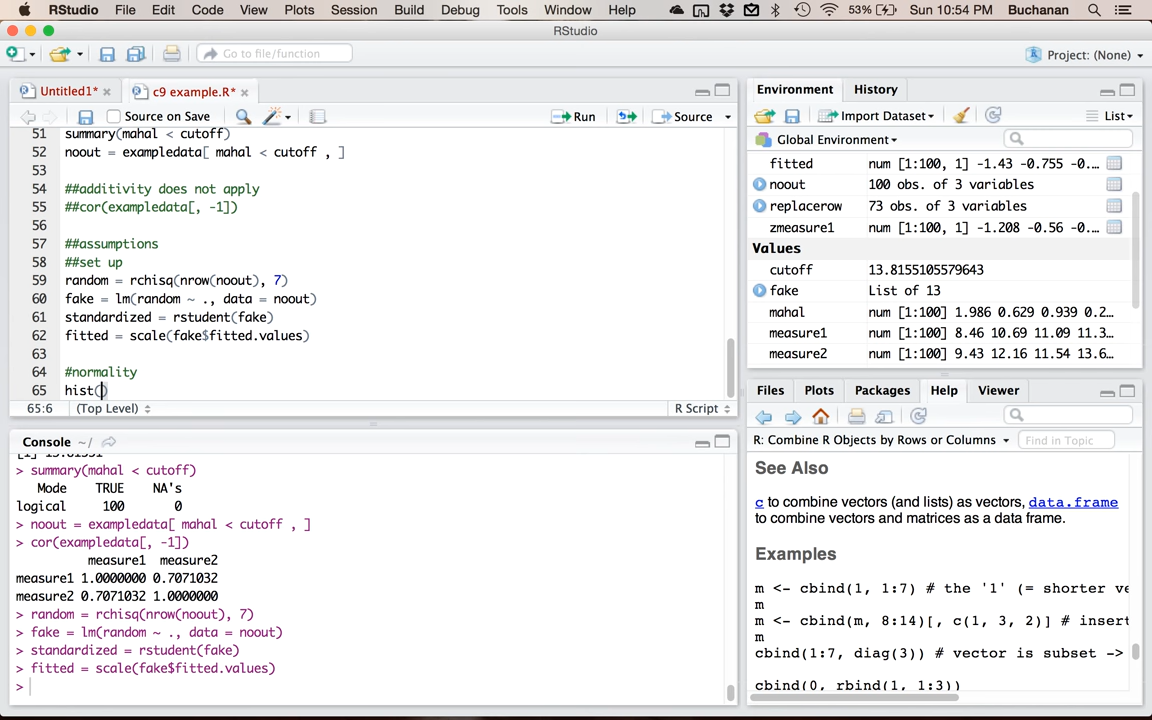 RStudio File Edit Code View Plots Session Build Debug Tools Window Help 53% Sun 10:54 PM Buchanan
RStudio
Go to file/function Project: (None)
Untitled1* c9 example.R*
Source on Save Run Source
51 summary(mahal < cutoff)
52 noout = exampledata[ mahal < cutoff , ]
53
54 ##additivity does not apply
55 ##cor(exampledata[, -1])
56
57 ##assumptions
58 ##set up
59 random = rchisq(nrow(noout), 7)
60 fake = lm(random ~ ., data = noout)
61 standardized = rstudent(fake)
62 fitted = scale(fake$fitted.values)
63
64 #normality
65 hist()
65:6 (Top Level) R Script
Console ~/
> summary(mahal < cutoff)
Mode TRUE NA's
logical 100 0
> noout = exampledata[ mahal < cutoff , ]
> cor(exampledata[, -1])
measure1 measure2
measure1 1.0000000 0.7071032
measure2 0.7071032 1.0000000
> random = rchisq(nrow(noout), 7)
> fake = lm(random ~ ., data = noout)
> standardized = rstudent(fake)
> fitted = scale(fake$fitted.values)
>
Environment History
Import Dataset List
Global Environment
fitted num [1:100, 1] -1.43 -0.755 -0...
noout 100 obs. of 3 variables
replacerow 73 obs. of 3 variables
zmeasure1 num [1:100, 1] -1.208 -0.56 -0...
Values
cutoff 13.8155105579643
fake List of 13
mahal num [1:100] 1.986 0.629 0.939 0.2...
measure1 num [1:100] 8.46 10.69 11.09 11.3...
measure2 num [1:100] 9.43 12.16 11.54 13.6...
Files Plots Packages Help Viewer
R: Combine R Objects by Rows or Columns Find in Topic
See Also
c to combine vectors (and lists) as vectors, data.frame
to combine vectors and matrices as a data frame.
Examples
m <- cbind(1, 1:7) # the '1' (= shorter ve
m
m <- cbind(m, 8:14)[, c(1, 3, 2)] # insert
m
cbind(1:7, diag(3)) # vector is subset ->
cbind(0, rbind(1, 1:3))